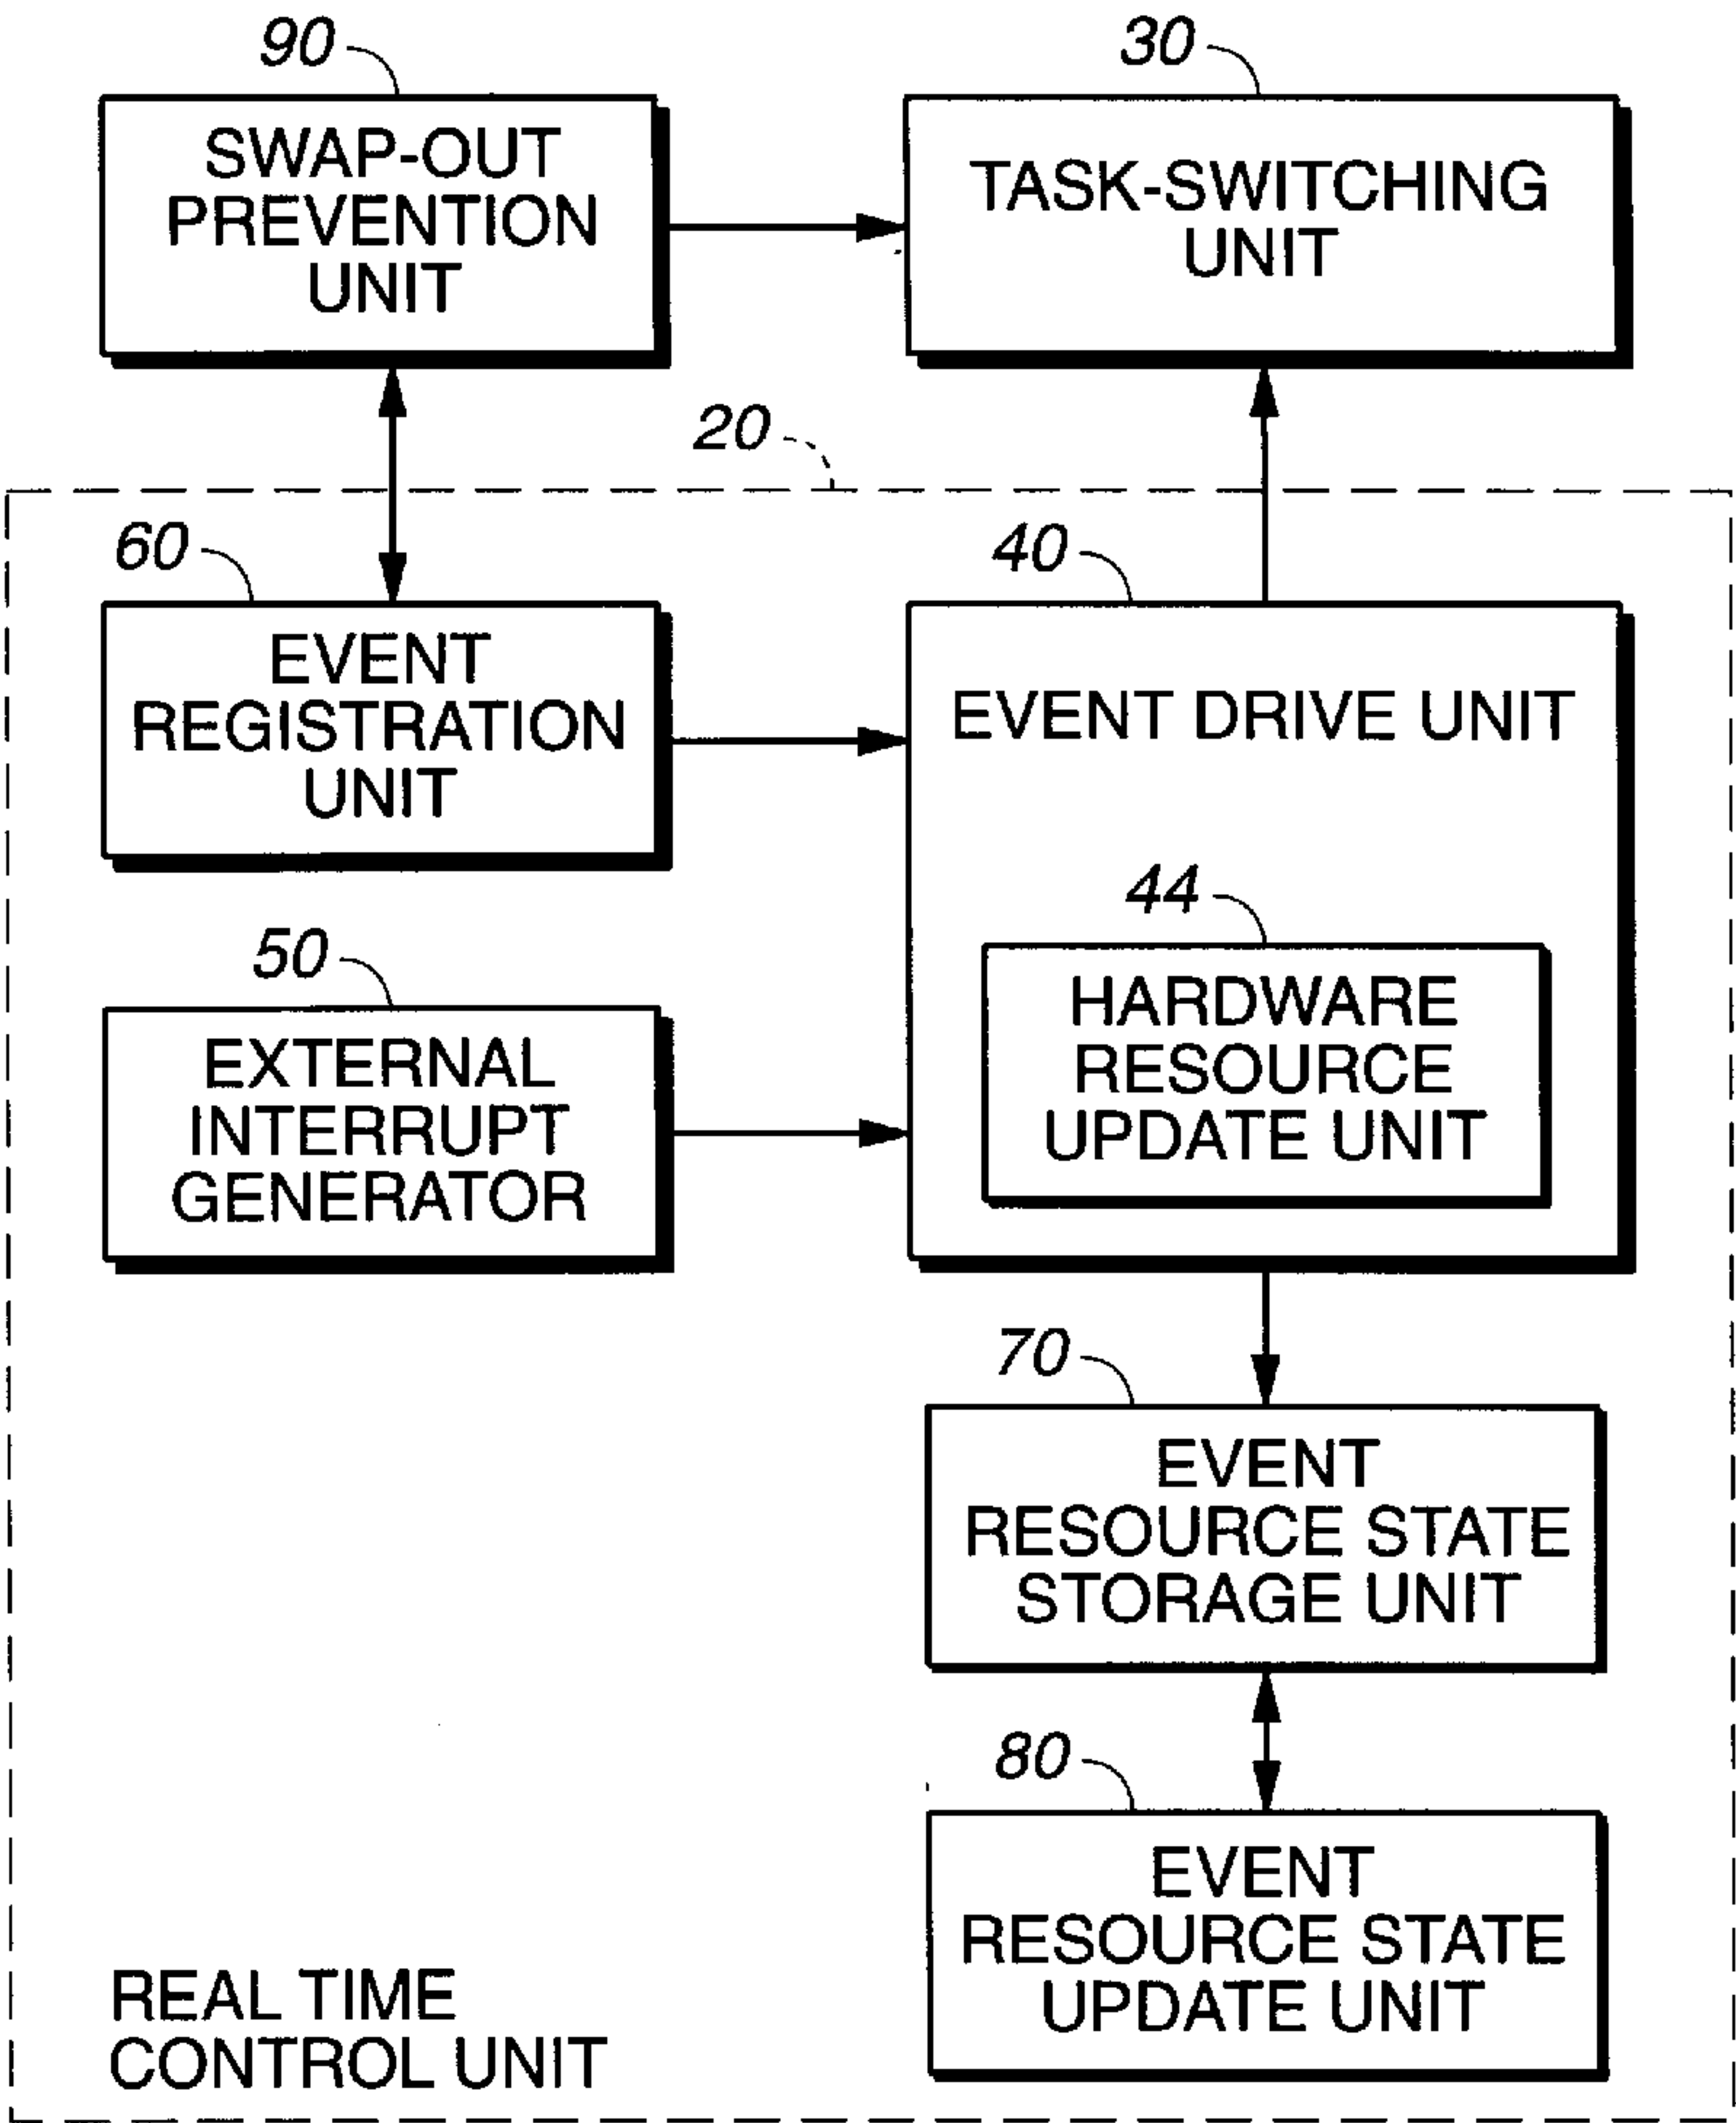 90
SWAP-OUT
PREVENTION
UNIT
30
TASK-SWITCHING
UNIT
20
60
EVENT
REGISTRATION
UNIT
40
EVENT DRIVE UNIT
44
HARDWARE
RESOURCE
UPDATE UNIT
50
EXTERNAL
INTERRUPT
GENERATOR
70
EVENT
RESOURCE STATE
STORAGE UNIT
80
EVENT
RESOURCE STATE
UPDATE UNIT
REAL TIME
CONTROL UNIT